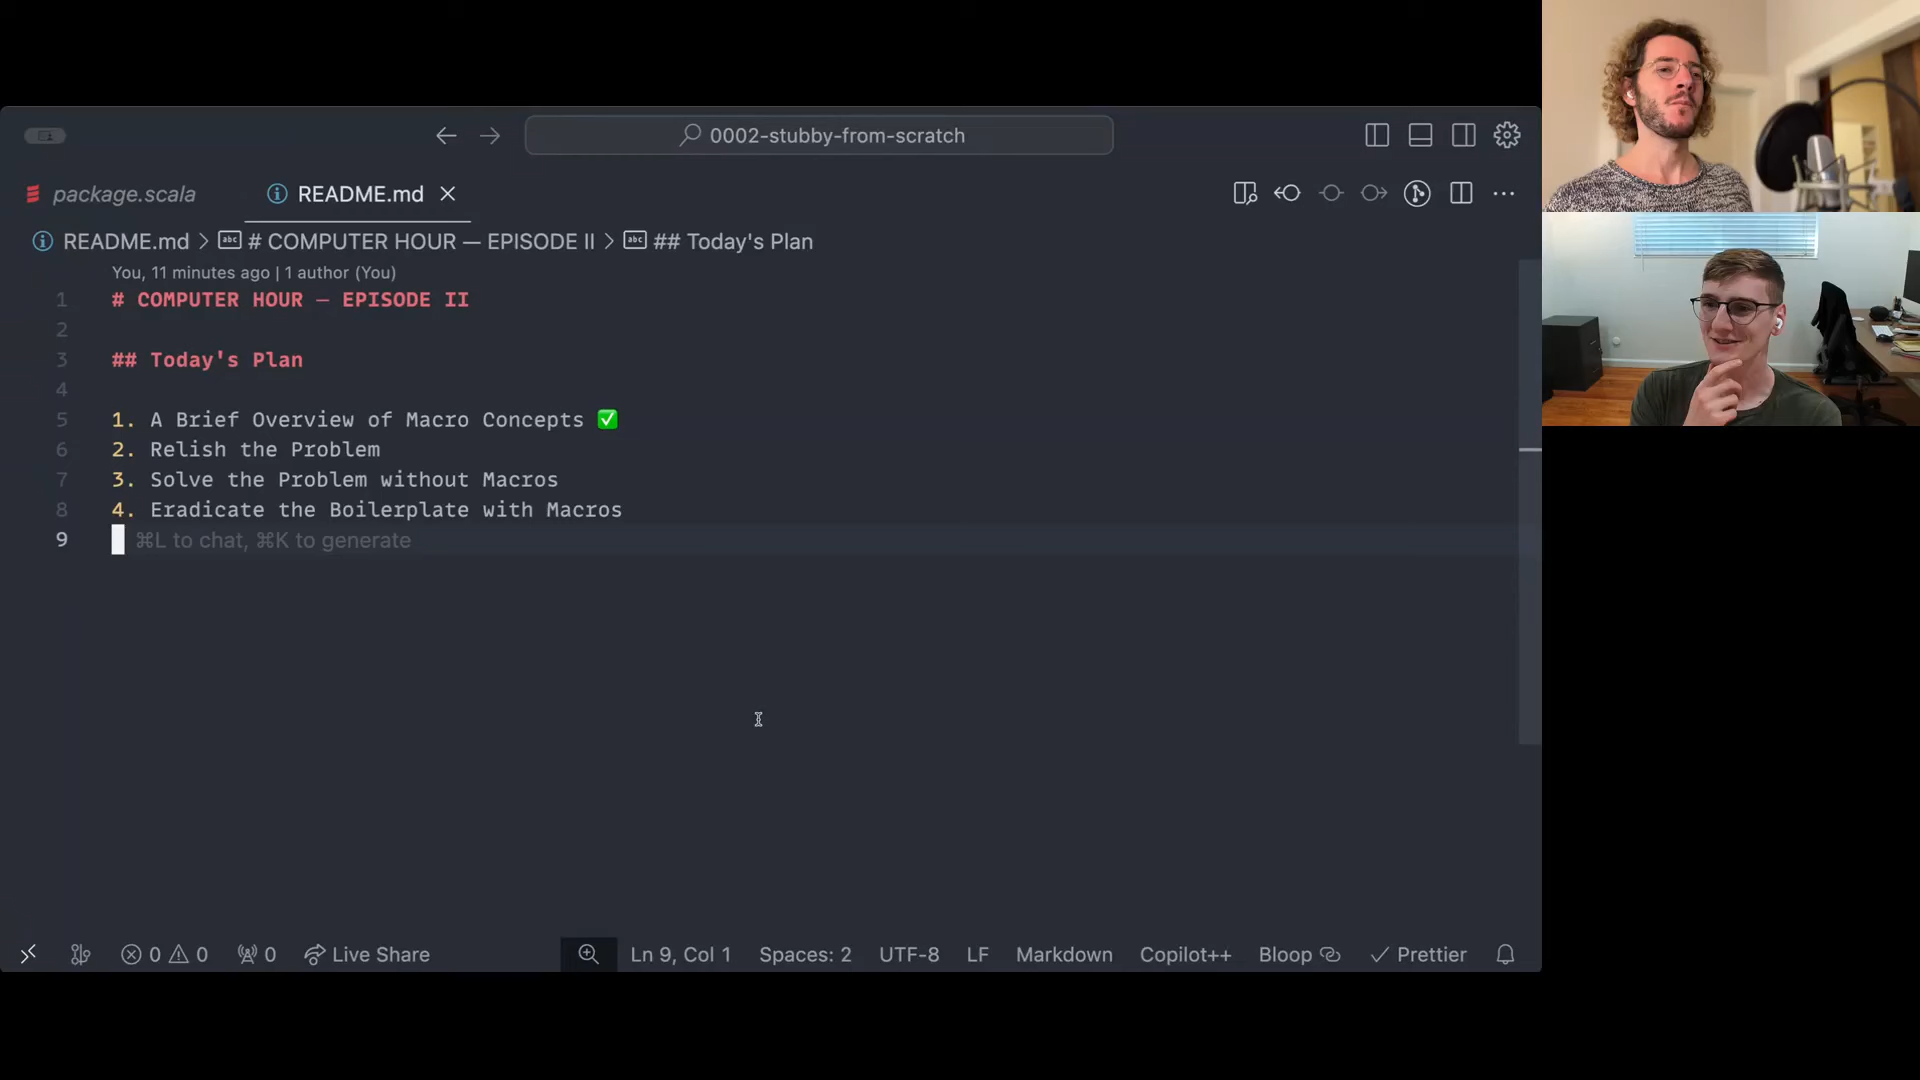 0002-stubby-from-scratch
package.scala
README.md
README.md > # COMPUTER HOUR — EPISODE II > ## Today's Plan
You, 11 minutes ago | 1 author (You)
1 # COMPUTER HOUR — EPISODE II
2
3 ## Today's Plan
4
5 1. A Brief Overview of Macro Concepts ✅
6 2. Relish the Problem
7 3. Solve the Problem without Macros
8 4. Eradicate the Boilerplate with Macros
9 ⌘L to chat, ⌘K to generate
0 0 0 Live Share Ln 9, Col 1 Spaces: 2 UTF-8 LF Markdown Copilot++ Bloop Prettier